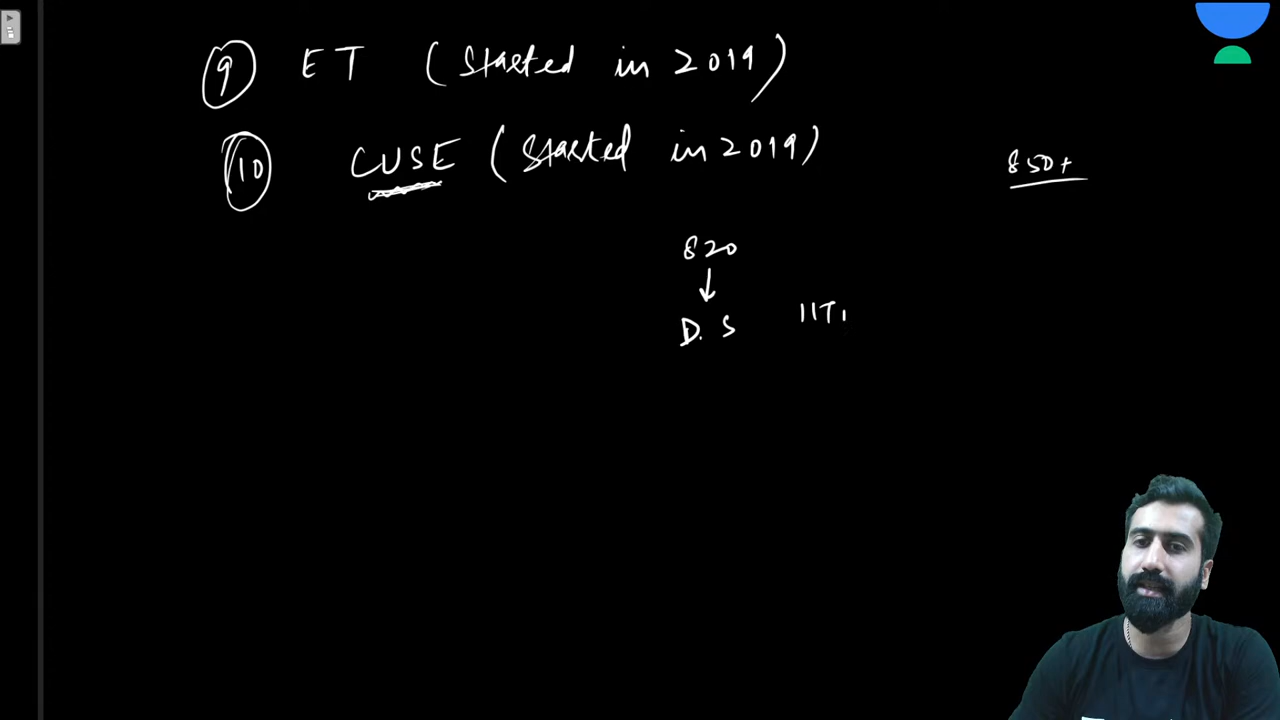 9 ET (Started in 2019)
10 CUSE (Started in 2019)
850+
820
↓
D. S IIT